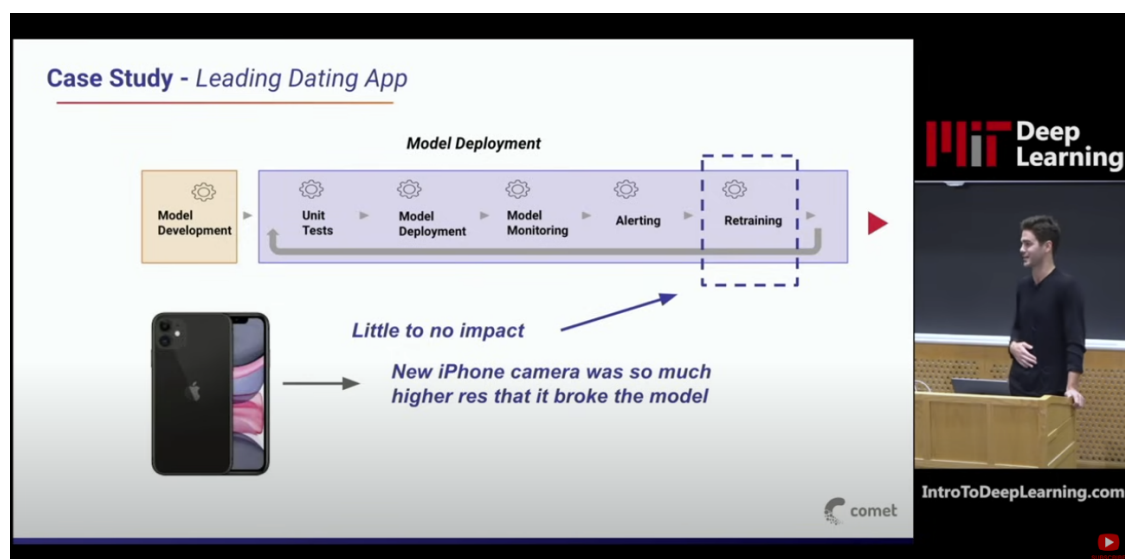 Case Study - Leading Dating App
Model Deployment
Model
Development
Unit
Tests
Model
Deployment
Model
Monitoring
Alerting
Retraining
Little to no impact
New iPhone camera was so much
higher res that it broke the model
comet
MIT Deep
Learning
IntroToDeepLearning.com